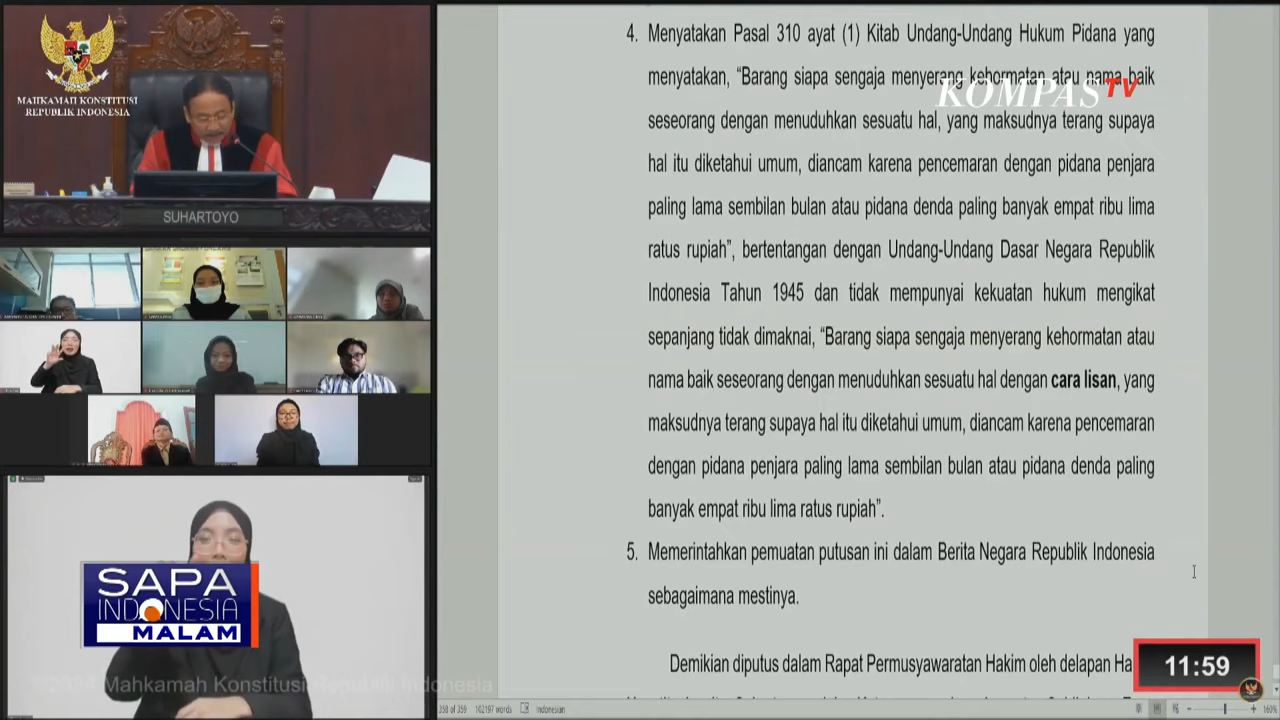 MAHKAMAH KONSTITUSI
REPUBLIK INDONESIA
SUHARTOYO
SAPA
INDONESIA
MALAM
©2024 Mahkamah Konstitusi Republik Indonesia
KOMPAS TV
4. Menyatakan Pasal 310 ayat (1) Kitab Undang-Undang Hukum Pidana yang
menyatakan, “Barang siapa sengaja menyerang kehormatan atau nama baik
seseorang dengan menuduhkan sesuatu hal, yang maksudnya terang supaya
hal itu diketahui umum, diancam karena pencemaran dengan pidana penjara
paling lama sembilan bulan atau pidana denda paling banyak empat ribu lima
ratus rupiah”, bertentangan dengan Undang-Undang Dasar Negara Republik
Indonesia Tahun 1945 dan tidak mempunyai kekuatan hukum mengikat
sepanjang tidak dimaknai, “Barang siapa sengaja menyerang kehormatan atau
nama baik seseorang dengan menuduhkan sesuatu hal dengan cara lisan, yang
maksudnya terang supaya hal itu diketahui umum, diancam karena pencemaran
dengan pidana penjara paling lama sembilan bulan atau pidana denda paling
banyak empat ribu lima ratus rupiah”.
5. Memerintahkan pemuatan putusan ini dalam Berita Negara Republik Indonesia
sebagaimana mestinya.
Demikian diputus dalam Rapat Permusyawaratan Hakim oleh delapan Ha
11:59
358 of 359 102197 words Indonesian
160%